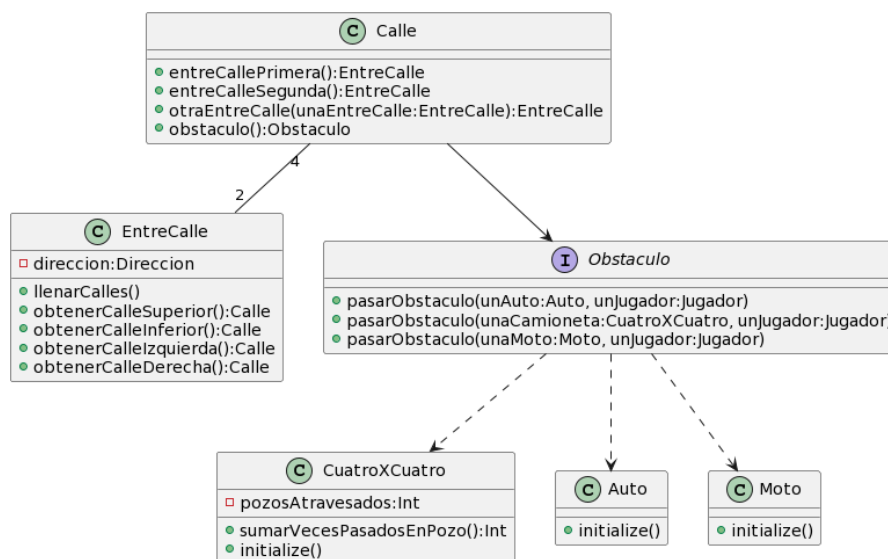 C Calle
entreCallePrimera():EntreCalle
entreCalleSegunda():EntreCalle
otraEntreCalle(unaEntreCalle:EntreCalle):EntreCalle
obstaculo():Obstaculo
4
2
C EntreCalle
direccion:Direccion
llenarCalles()
obtenerCalleSuperior():Calle
obtenerCalleInferior():Calle
obtenerCalleIzquierda():Calle
obtenerCalleDerecha():Calle
I Obstaculo
pasarObstaculo(unAuto:Auto, unJugador:Jugador)
pasarObstaculo(unaCamioneta:CuatroXCuatro, unJugador:Jugador)
pasarObstaculo(unaMoto:Moto, unJugador:Jugador)
C CuatroXCuatro
pozosAtravesados:Int
sumarVecesPasadosEnPozo():Int
initialize()
C Auto
initialize()
C Moto
initialize()